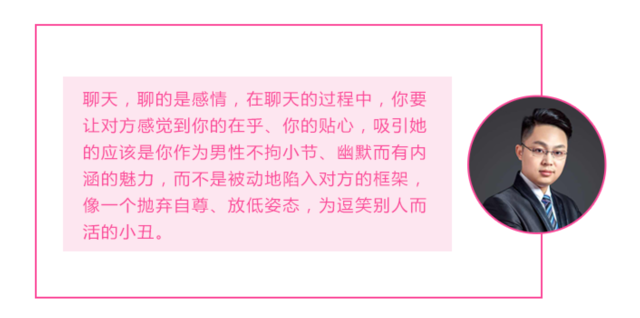 聊天，聊的是感情，在聊天的过程中，你要
让对方感觉到你的在乎、你的贴心，吸引她
的应该是你作为男性不拘小节、幽默而有内
涵的魅力，而不是被动地陷入对方的框架，
像一个抛弃自尊、放低姿态，为逗笑别人而
活的小丑。